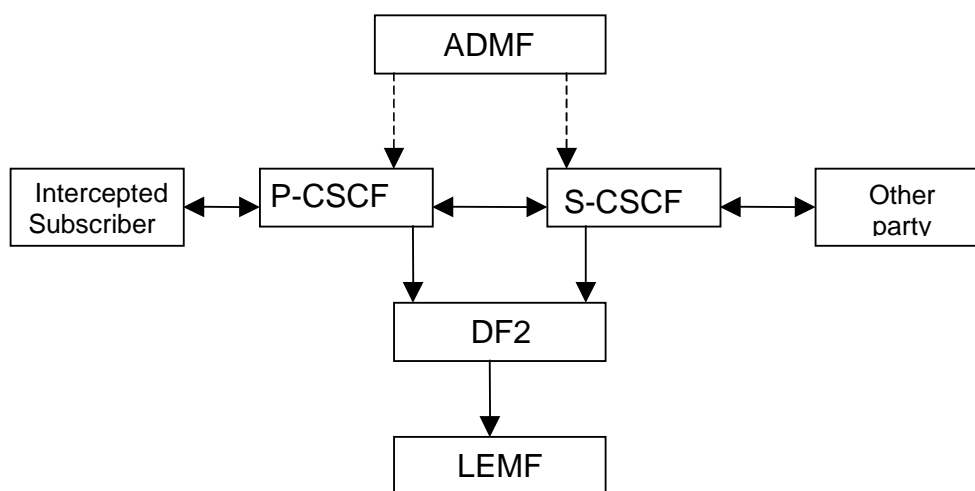 ADMF
Intercepted
Subscriber
P-CSCF
S-CSCF
Other
party
DF2
LEMF